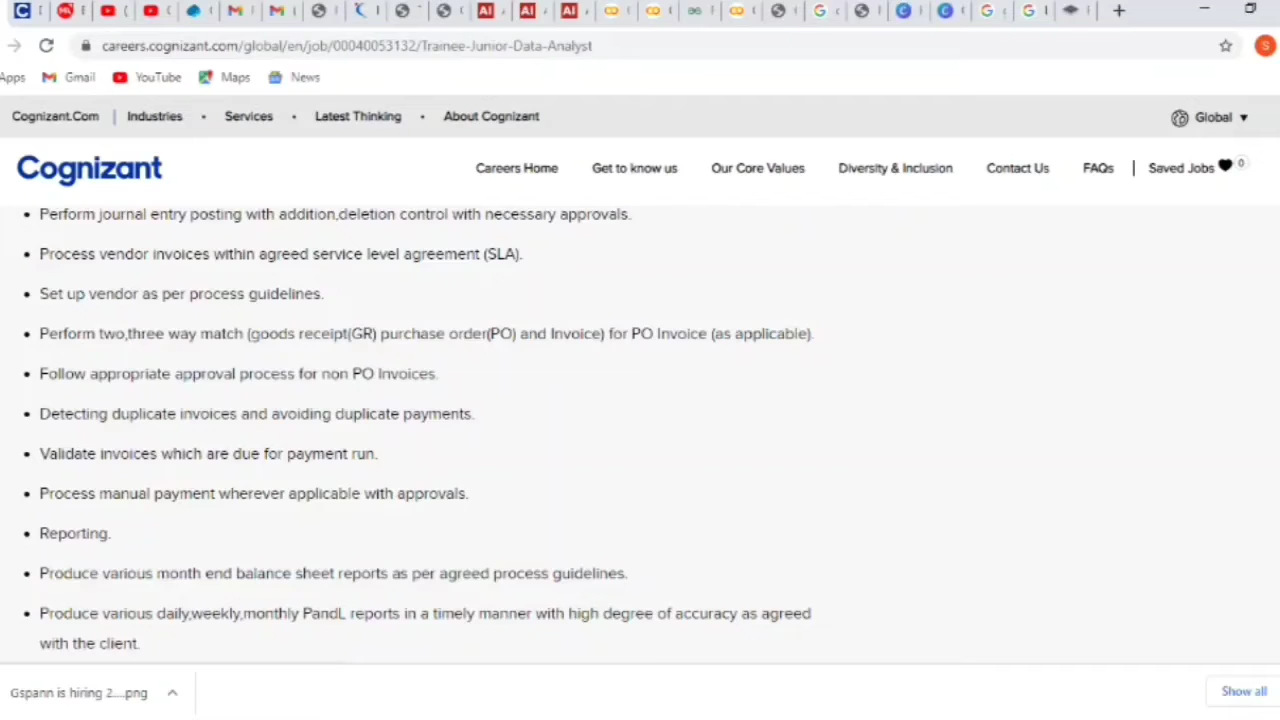 careers.cognizant.com/global/en/job/00040053132/Trainee-Junior-Data-Analyst
S
Apps Gmail YouTube Maps News
Cognizant.Com | Industries • Services • Latest Thinking • About Cognizant Global
Cognizant Careers Home Get to know us Our Core Values Diversity & Inclusion Contact Us FAQs | Saved Jobs 0
• Perform journal entry posting with addition,deletion control with necessary approvals.
• Process vendor invoices within agreed service level agreement (SLA).
• Set up vendor as per process guidelines.
• Perform two,three way match (goods receipt(GR) purchase order(PO) and Invoice) for PO Invoice (as applicable).
• Follow appropriate approval process for non PO Invoices.
• Detecting duplicate invoices and avoiding duplicate payments.
• Validate invoices which are due for payment run.
• Process manual payment wherever applicable with approvals.
• Reporting.
• Produce various month end balance sheet reports as per agreed process guidelines.
• Produce various daily,weekly,monthly PandL reports in a timely manner with high degree of accuracy as agreed
with the client.
Gspann is hiring 2....png Show all